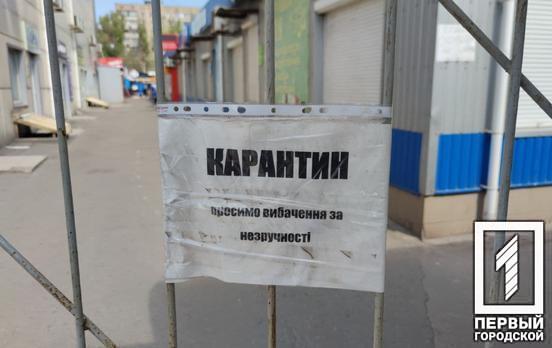 КАРАНТИН
просимо вибачення за
незручності
1
ПЕРВЫЙ
ГОРОДСКОЙ